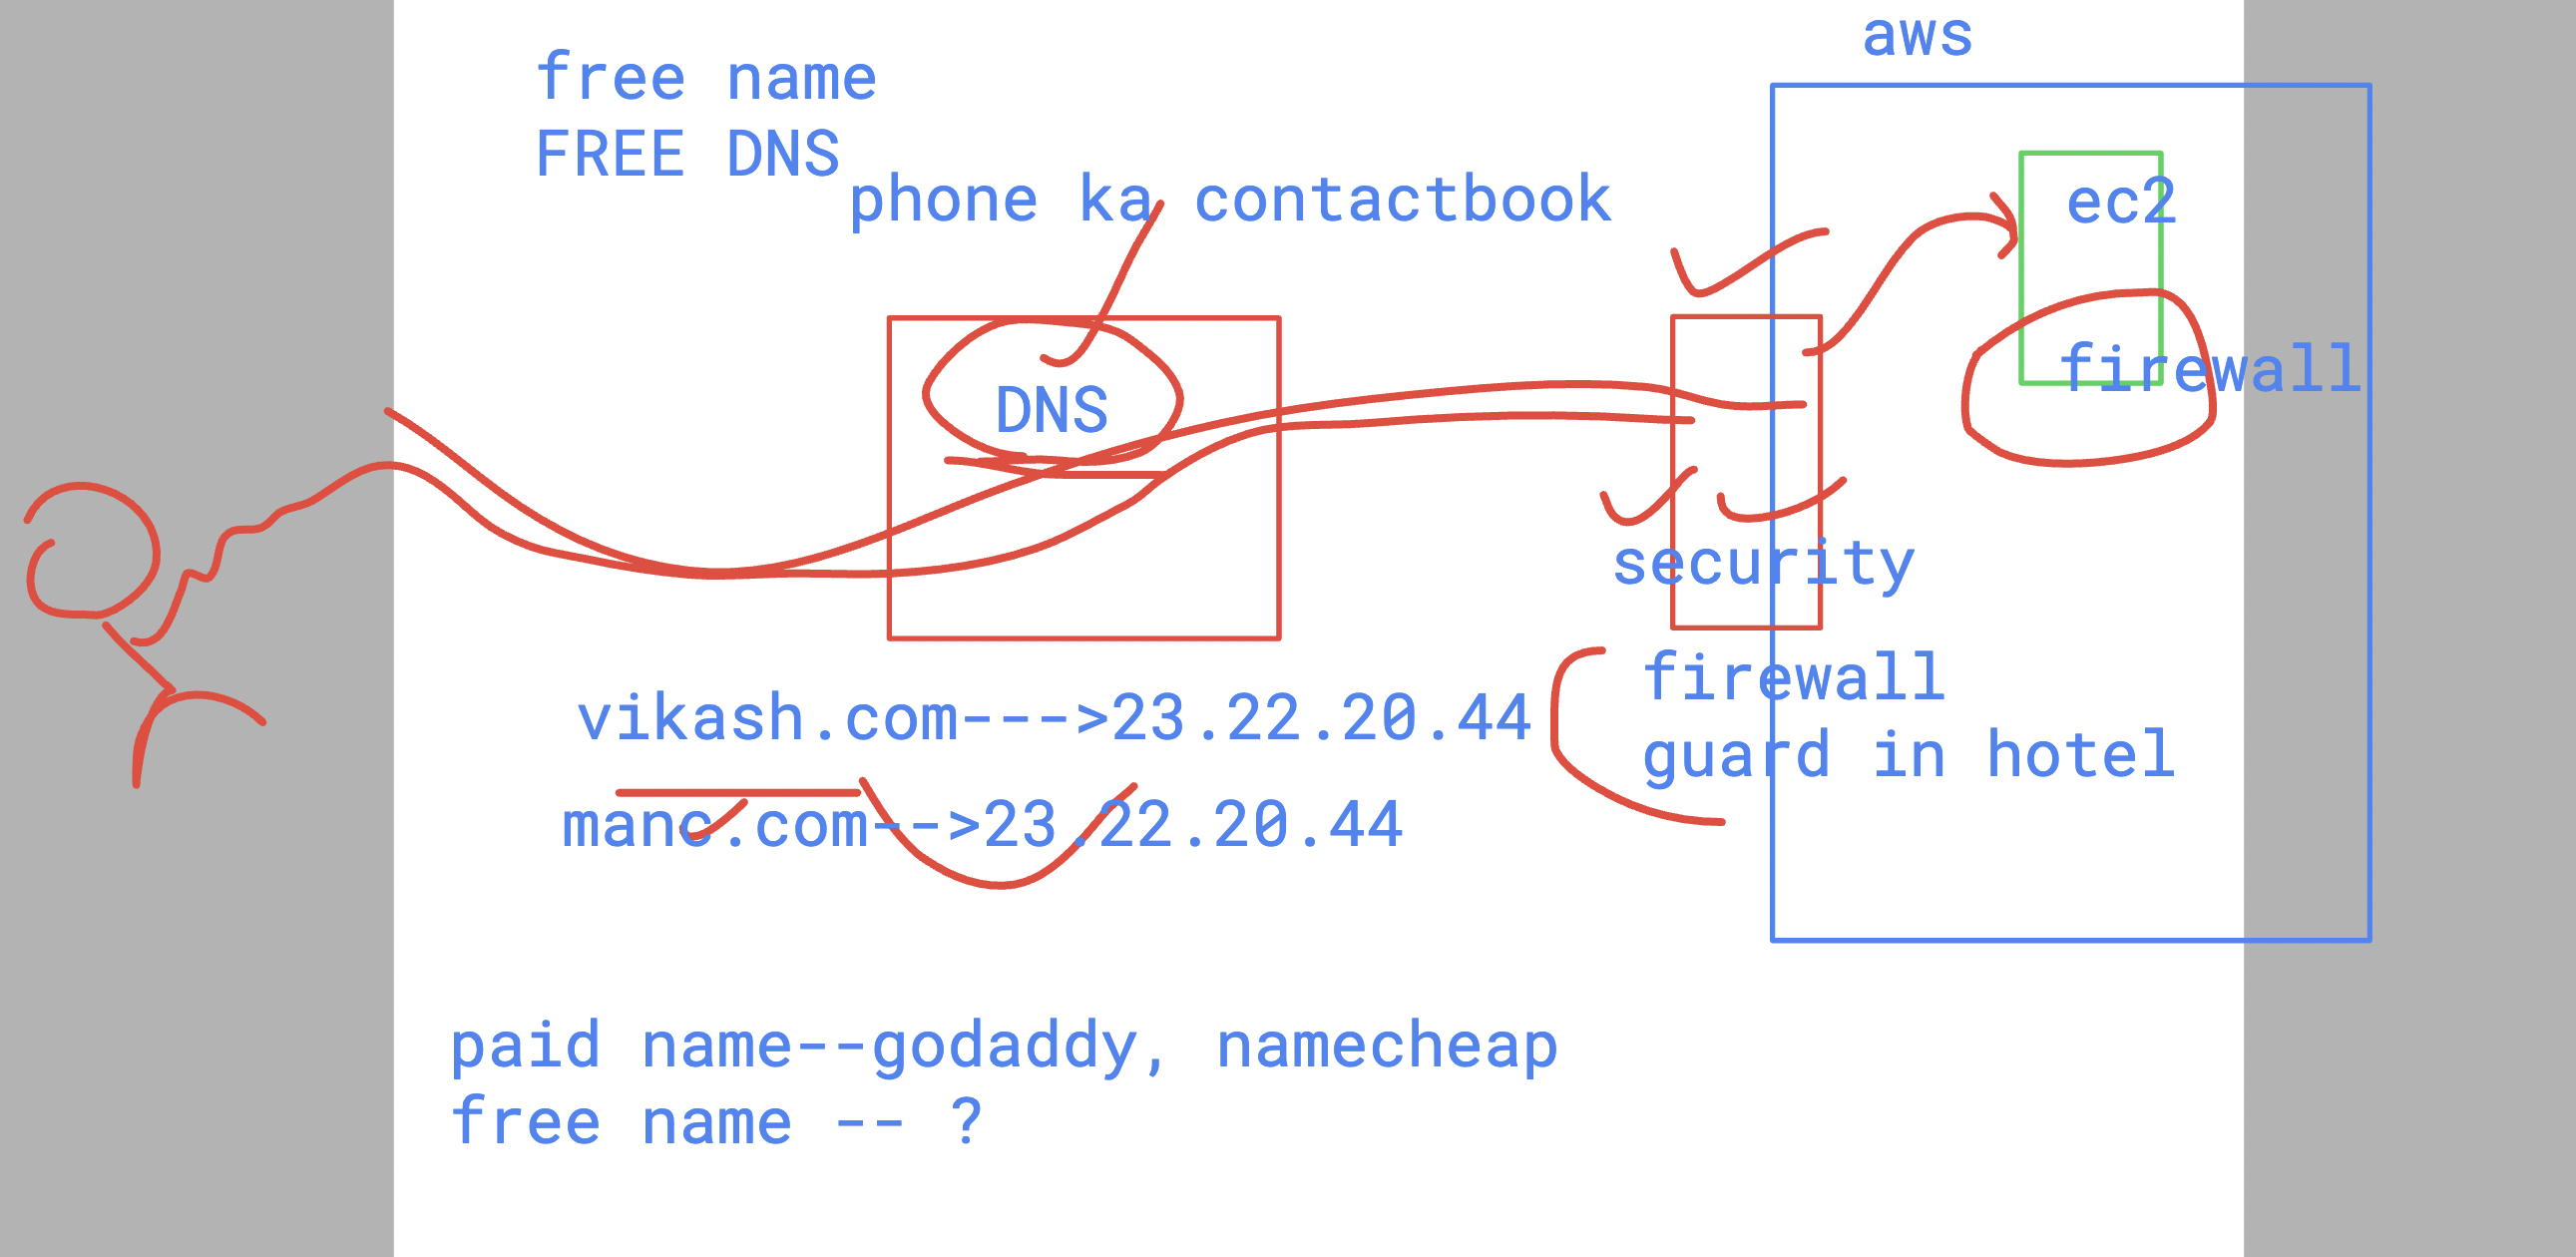 aws
free name
FREE DNS
phone ka contactbook
ec2
firewall
DNS
security
firewall
guard in hotel
vikash.com--->23.22.20.44
manc.com-->23.22.20.44
paid name--godaddy, namecheap
free name -- ?